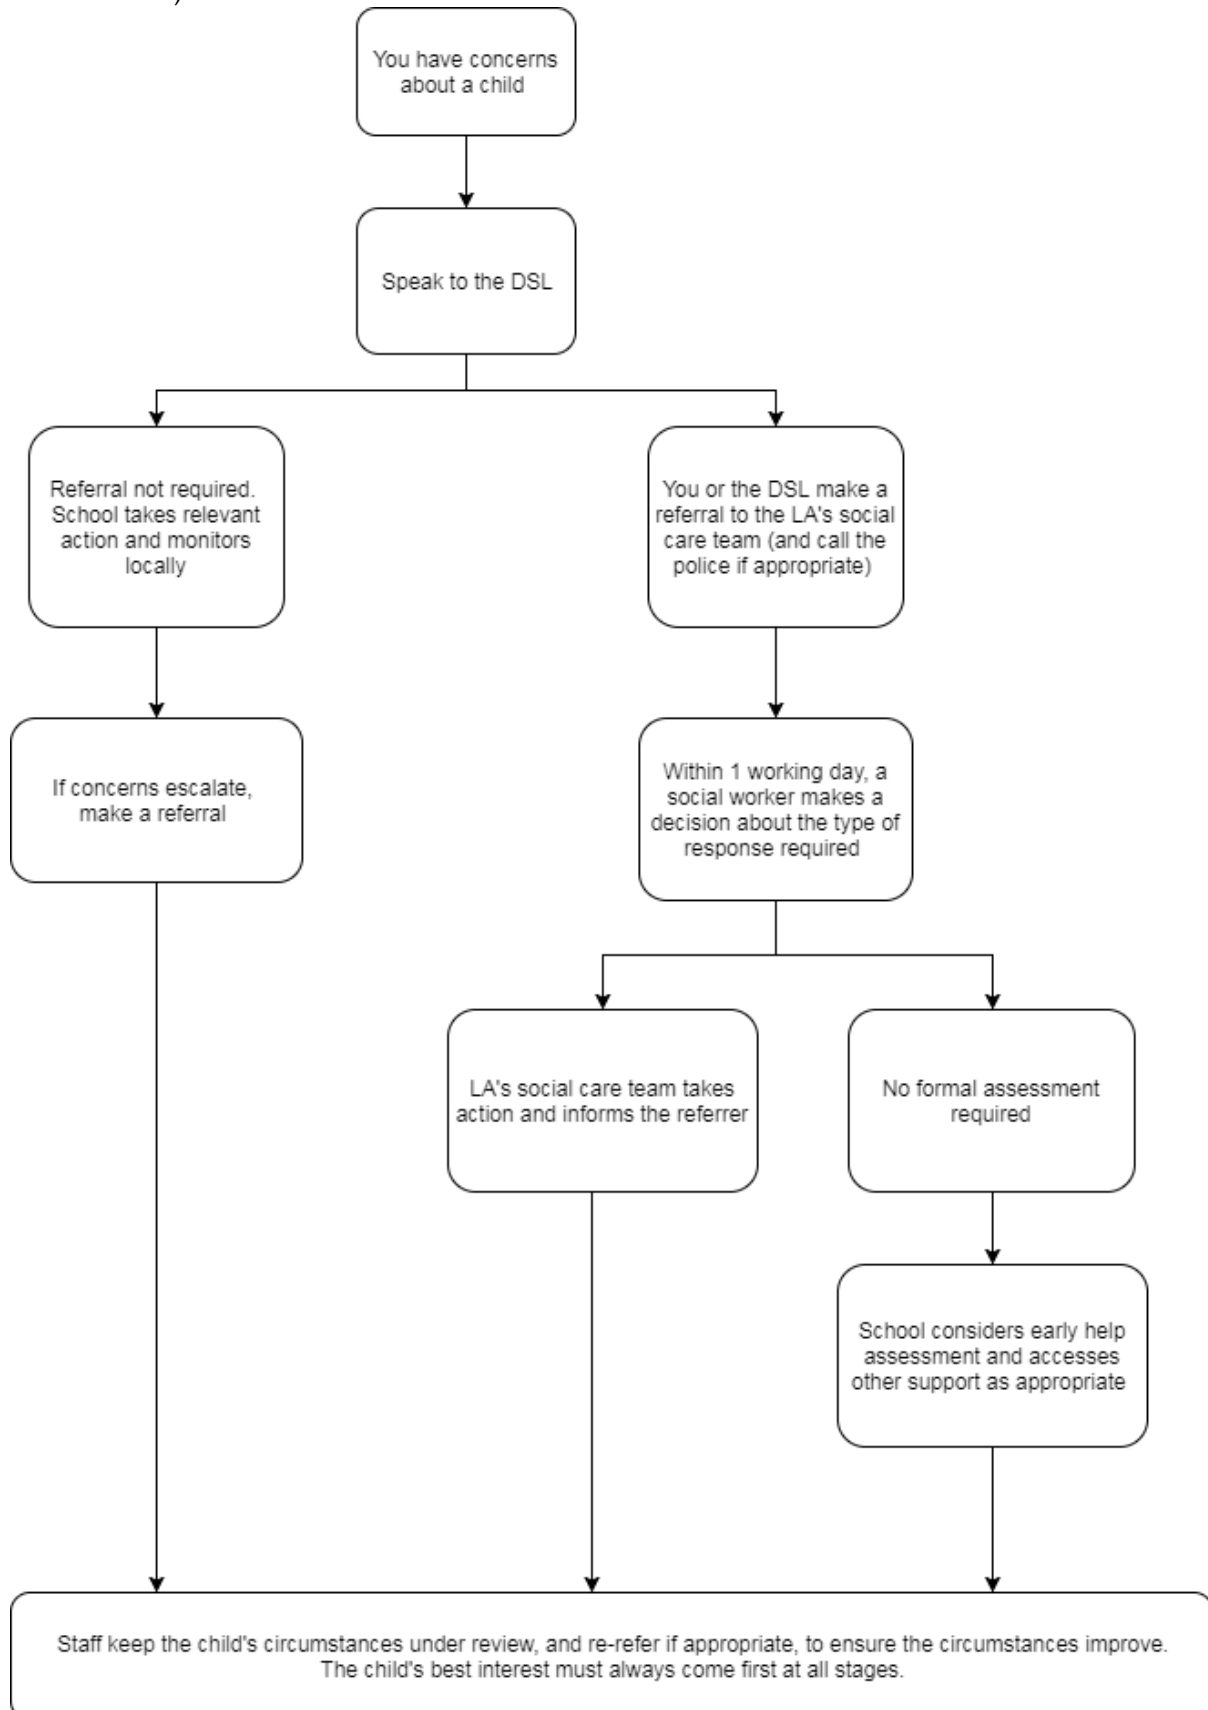 You have concerns
about a child
Speak to the DSL
Referral not required.
School takes relevant
action and monitors
locally
You or the DSL make a
referral to the LA's social
care team (and call the
police if appropriate)
If concerns escalate,
make a referral
Within 1 working day, a
social worker makes a
decision about the type of
response required
LA's social care team takes
action and informs the referrer
No formal assessment
required
School considers early help
assessment and accesses
other support as appropriate
Staff keep the child's circumstances under review, and re-refer if appropriate, to ensure the circumstances improve.
The child's best interest must always come first at all stages.